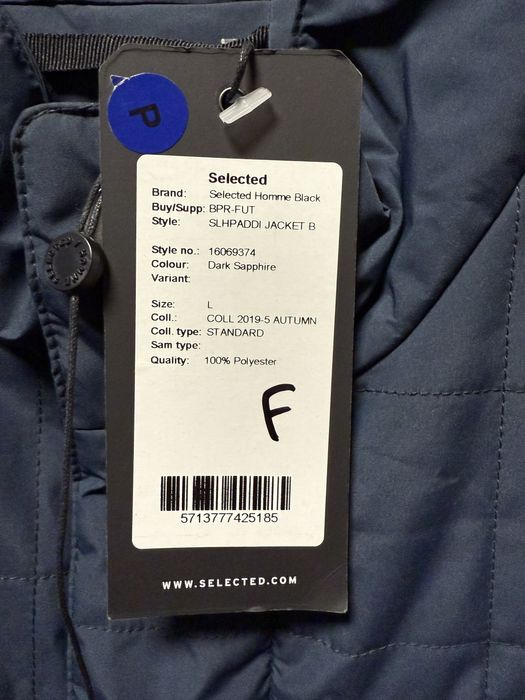 P
Selected
Brand: Selected Homme Black
Buy/Supp: BPR-FUT
Style: SLHPADDI JACKET B
Style no.: 16069374
Colour: Dark Sapphire
Variant:
Size: L
Coll.: COLL 2019-5 AUTUMN
Coll. type: STANDARD
Sam type:
Quality: 100% Polyester
F
5713777425185
WWW.SELECTED.COM